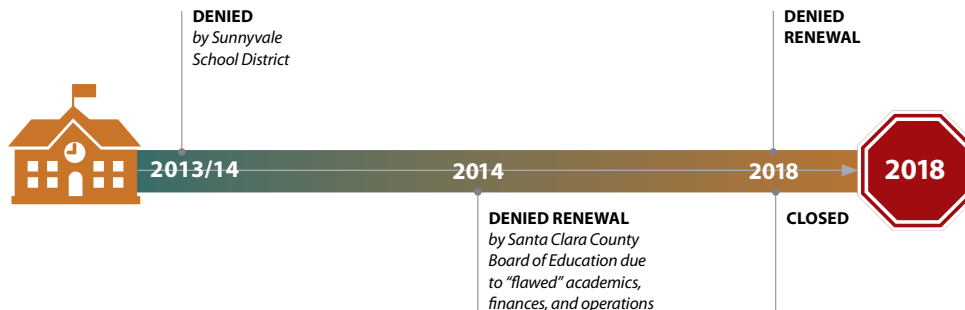 DENIED
by Sunnyvale
School District
DENIED
RENEWAL
2013/14
2014
2018
2018
DENIED RENEWAL
by Santa Clara County
Board of Education due
to “flawed” academics,
finances, and operations
CLOSED